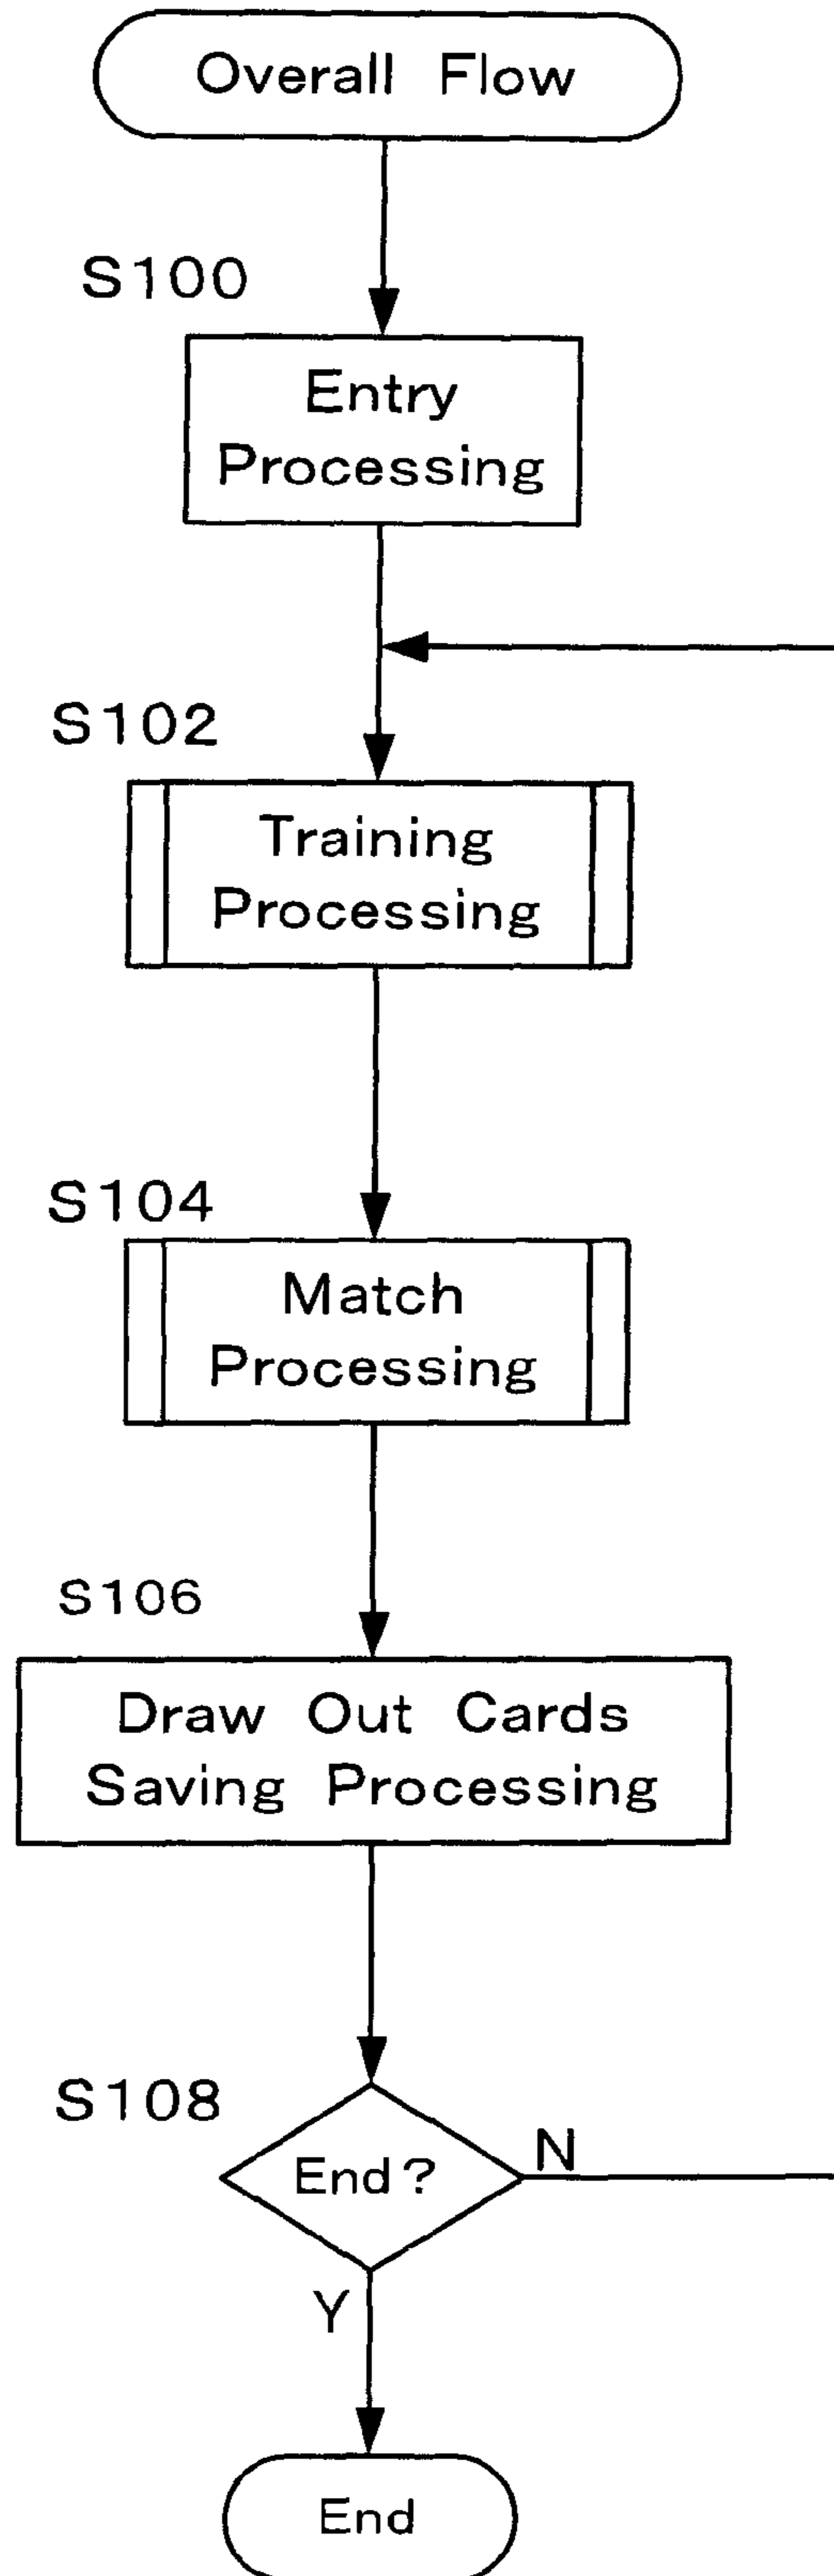 Overall Flow
S100
Entry
Processing
S102
Training
Processing
S104
Match
Processing
S106
Draw Out Cards
Saving Processing
S108
End?
N
Y
End